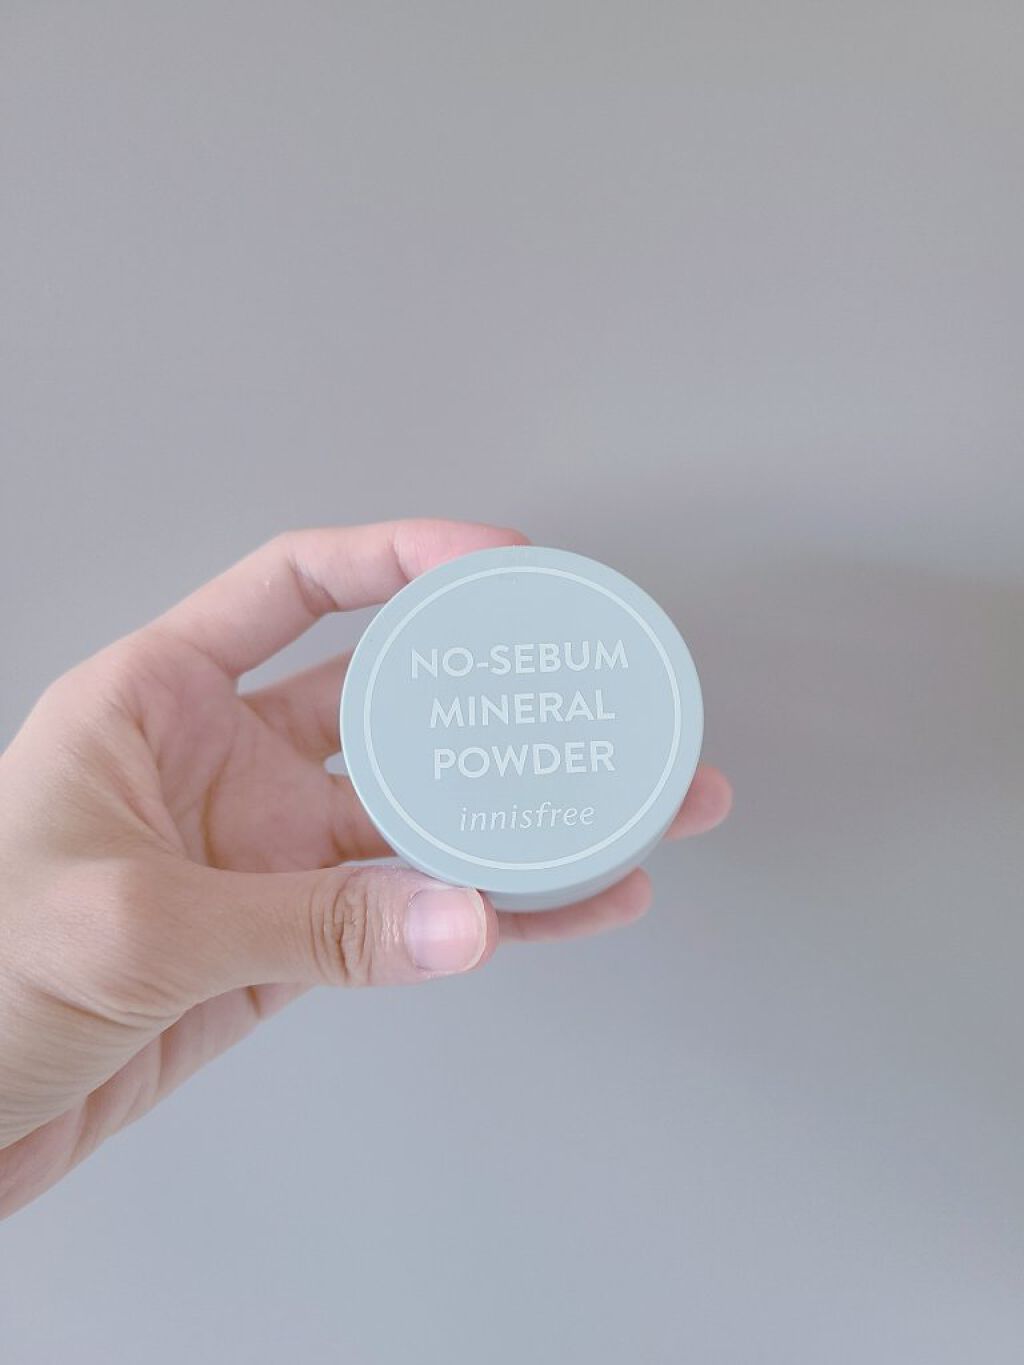 NO-SEBUM
MINERAL
POWDER
innisfree